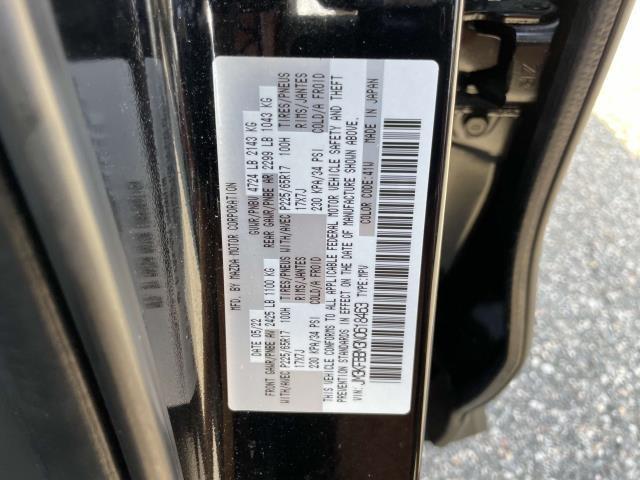 MFD. BY MAZDA MOTOR CORPORATION
DATE 05/22 GVWR/PNBV 4724 LB 2143 KG
FRONT GAWR/PNBE AV 2425 LB 1100 KG REAR GAWR/PNBE AR 2299 LB 1043 KG
WITH/AVEC P225/65R17 100H TIRES/PNEUS WITH/AVEC P225/65R17 100H TIRES/PNEUS
17X7J RIMS/JANTES 17X7J RIMS/JANTES
230 KPA/34 PSI COLD/A FROID 230 KPA/34 PSI COLD/A FROID
THIS VEHICLE CONFORMS TO ALL APPLICABLE FEDERAL MOTOR VEHICLE SAFETY AND THEFT
PREVENTION STANDARDS IN EFFECT ON THE DATE OF MANUFACTURE SHOWN ABOVE.
VIN: JM3KFBBM3N0618463 TYPE:MPV COLOR CODE:41W MADE IN JAPAN